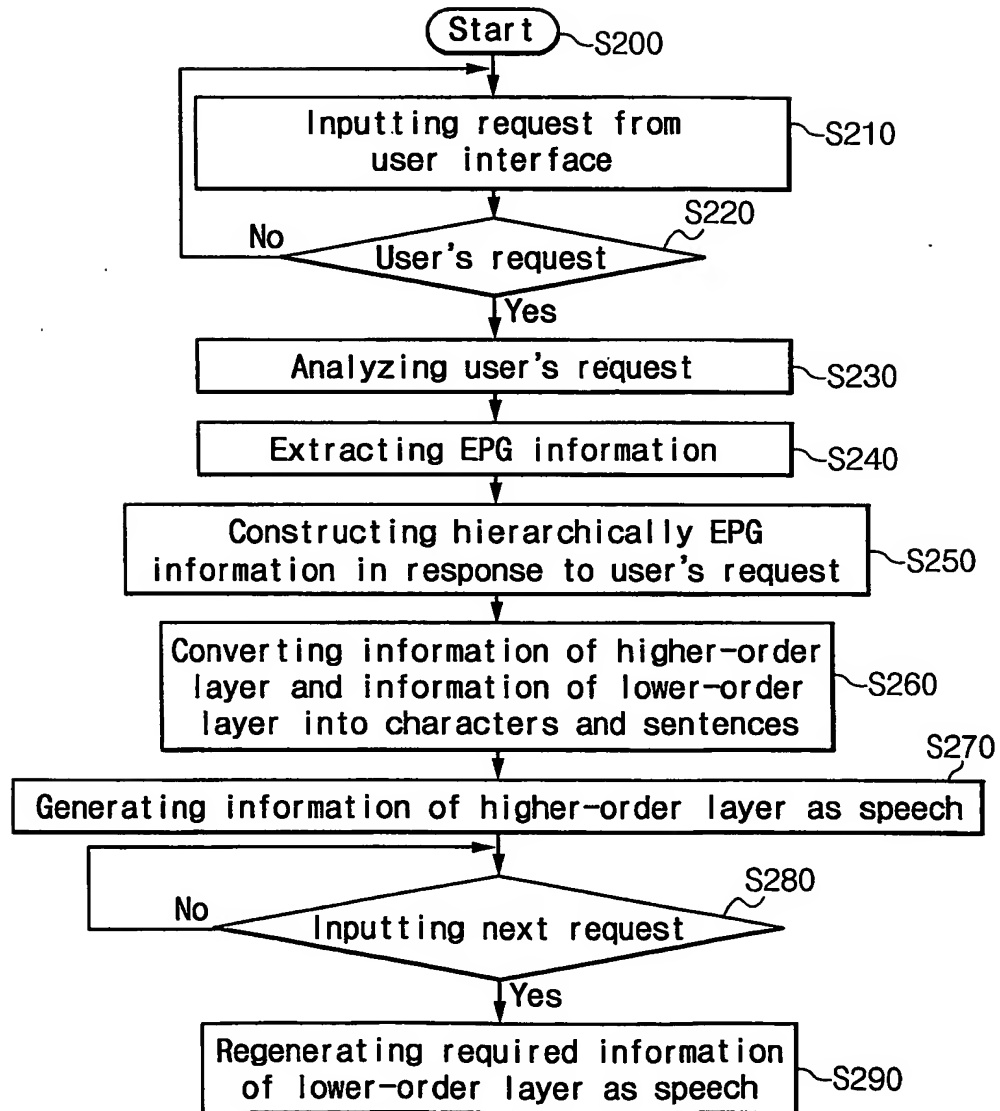 Start
S200
Inputting request from
user interface
S210
S220
No
User's request
Yes
Analyzing user's request
S230
Extracting EPG information
S240
Constructing hierarchically EPG
information in response to user's request
S250
Converting information of higher-order
layer and information of lower-order
layer into characters and sentences
S260
S270
Generating information of higher-order layer as speech
S280
No
Inputting next request
Yes
Regenerating required information
of lower-order layer as speech
S290